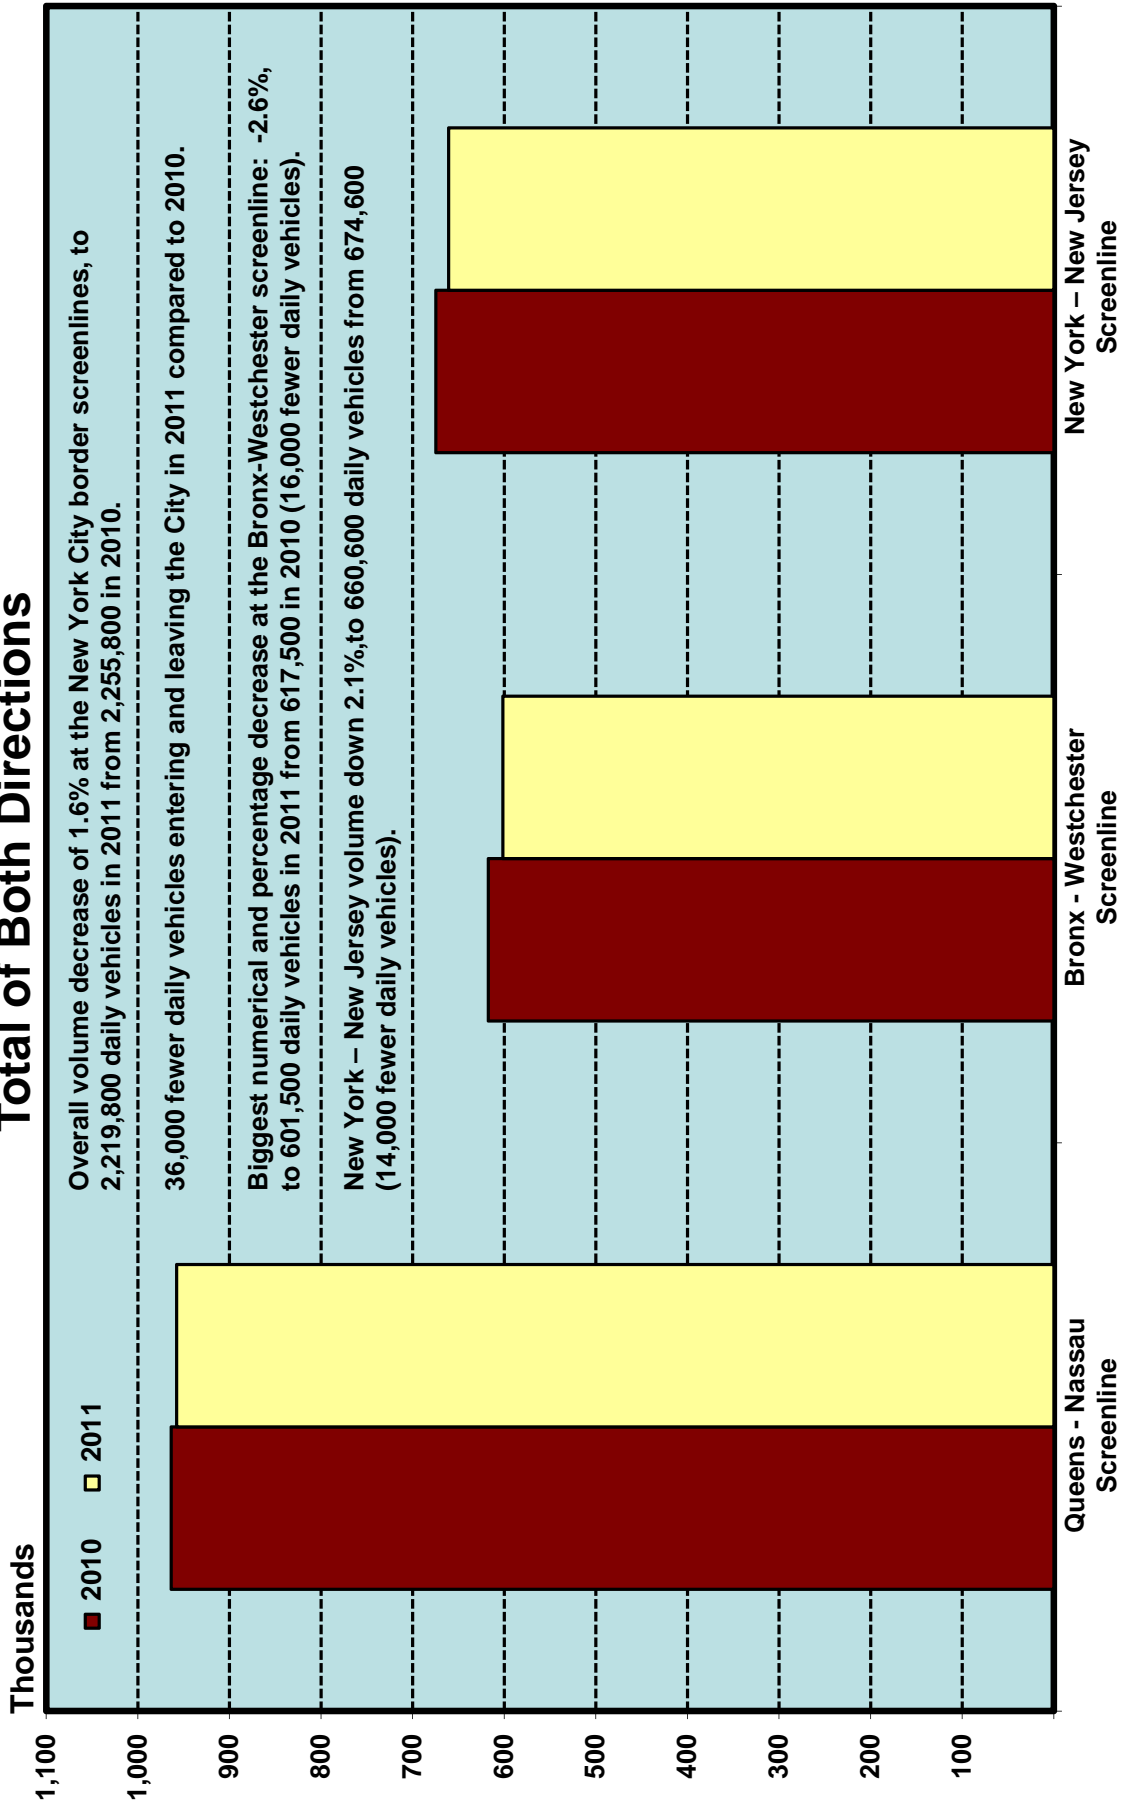 Total of Both Directions
Thousands
2010
2011
Overall volume decrease of 1.6% at the New York City border screenlines, to
2,219,800 daily vehicles in 2011 from 2,255,800 in 2010.
36,000 fewer daily vehicles entering and leaving the City in 2011 compared to 2010.
Biggest numerical and percentage decrease at the Bronx-Westchester screenline: -2.6%,
to 601,500 daily vehicles in 2011 from 617,500 in 2010 (16,000 fewer daily vehicles).
New York – New Jersey volume down 2.1%,to 660,600 daily vehicles from 674,600
(14,000 fewer daily vehicles).
1,100
1,000
900
800
700
600
500
400
300
200
100
Queens - Nassau
Screenline
Bronx - Westchester
Screenline
New York – New Jersey
Screenline